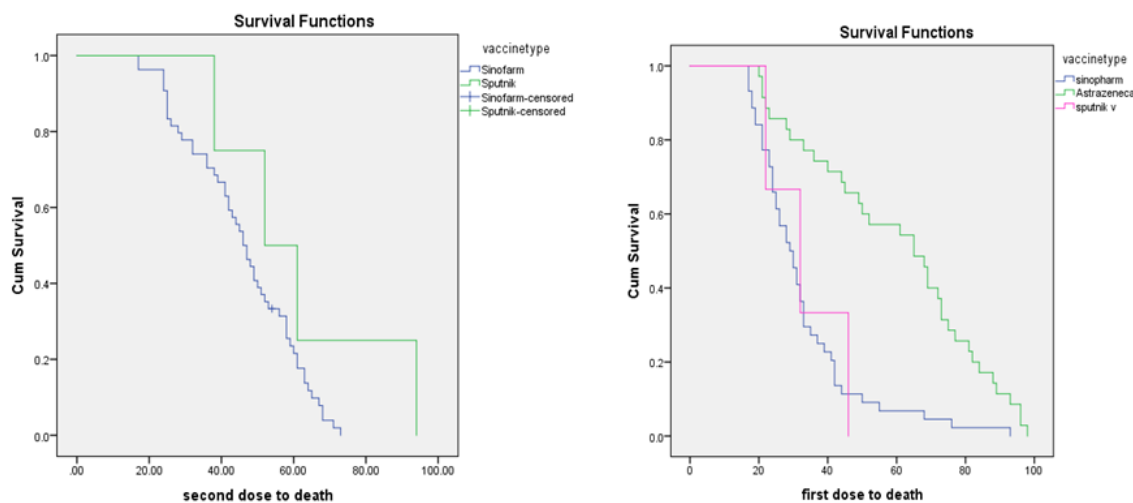 Survival Functions
vaccinetype
Sinofarm
Sputnik
Sinofarm-censored
Sputnik-censored
1.0
0.8
0.6
0.4
0.2
0.0
Cum Survival
.00 20.00 40.00 60.00 80.00 100.00
second dose to death
Survival Functions
vaccinetype
sinopharm
Astrazeneca
sputnik v
1.0
0.8
0.6
0.4
0.2
0.0
Cum Survival
0 20 40 60 80 100
first dose to death